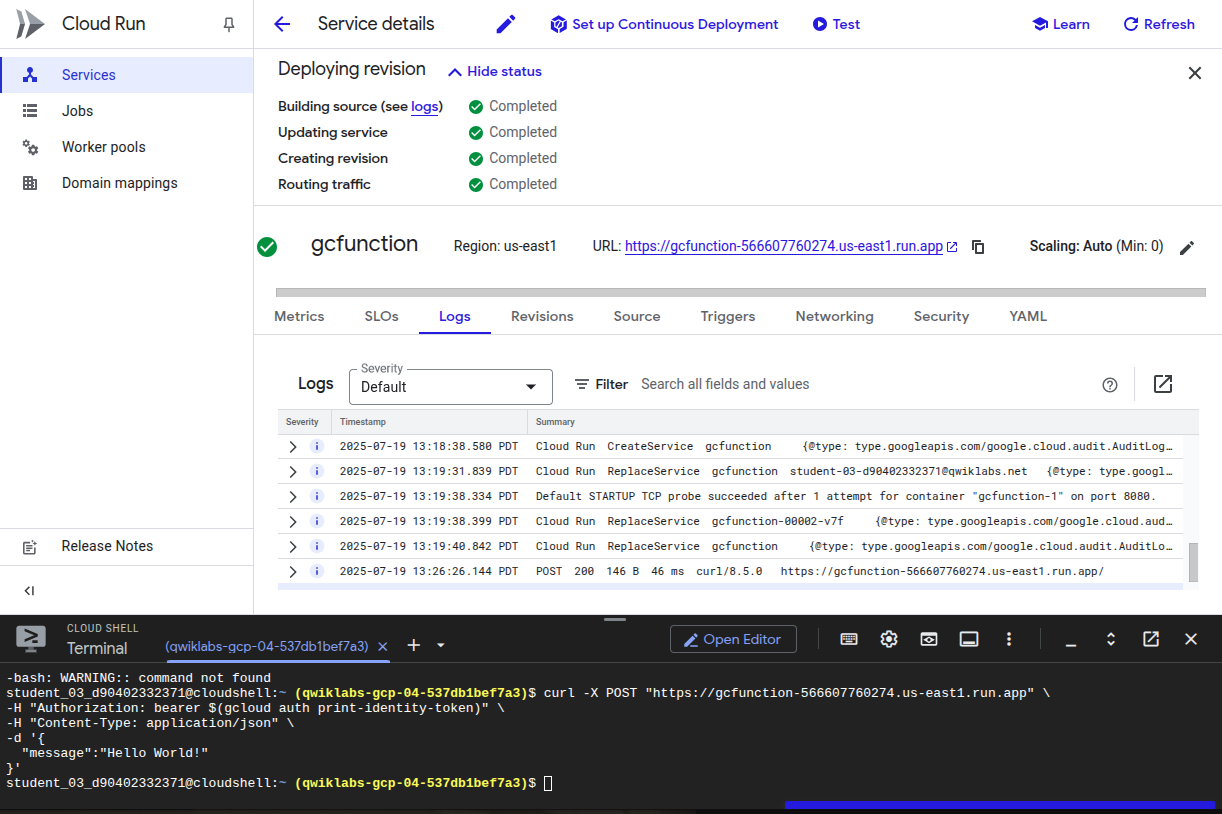 Cloud Run
Service details
Set up Continuous Deployment
Test
Learn
Refresh
Services
Jobs
Worker pools
Domain mappings
Release Notes
Deploying revision
Hide status
Building source (see logs) Completed
Updating service Completed
Creating revision Completed
Routing traffic Completed
gcfunction Region: us-east1 URL: https://gcfunction-566607760274.us-east1.run.app Scaling: Auto (Min: 0)
Metrics SLOs Logs Revisions Source Triggers Networking Security YAML
Logs
Severity
Default
Filter Search all fields and values
Severity Timestamp Summary
2025-07-19 13:18:38.580 PDT Cloud Run CreateService gcfunction {@type: type.googleapis.com/google.cloud.audit.AuditLog…
2025-07-19 13:19:31.839 PDT Cloud Run ReplaceService gcfunction student-03-d90402332371@qwiklabs.net {@type: type.googl…
2025-07-19 13:19:38.334 PDT Default STARTUP TCP probe succeeded after 1 attempt for container "gcfunction-1" on port 8080.
2025-07-19 13:19:38.399 PDT Cloud Run ReplaceService gcfunction-00002-v7f {@type: type.googleapis.com/google.cloud.aud…
2025-07-19 13:19:40.842 PDT Cloud Run ReplaceService gcfunction {@type: type.googleapis.com/google.cloud.audit.AuditLo…
2025-07-19 13:26:26.144 PDT POST 200 146 B 46 ms curl/8.5.0 https://gcfunction-566607760274.us-east1.run.app/
CLOUD SHELL
Terminal
(qwiklabs-gcp-04-537db1bef7a3)
Open Editor
-bash: WARNING:: command not found
student_03_d90402332371@cloudshell:~ (qwiklabs-gcp-04-537db1bef7a3)$ curl -X POST "https://gcfunction-566607760274.us-east1.run.app" \
-H "Authorization: bearer $(gcloud auth print-identity-token)" \
-H "Content-Type: application/json" \
-d '{
"message":"Hello World!"
}'
student_03_d90402332371@cloudshell:~ (qwiklabs-gcp-04-537db1bef7a3)$